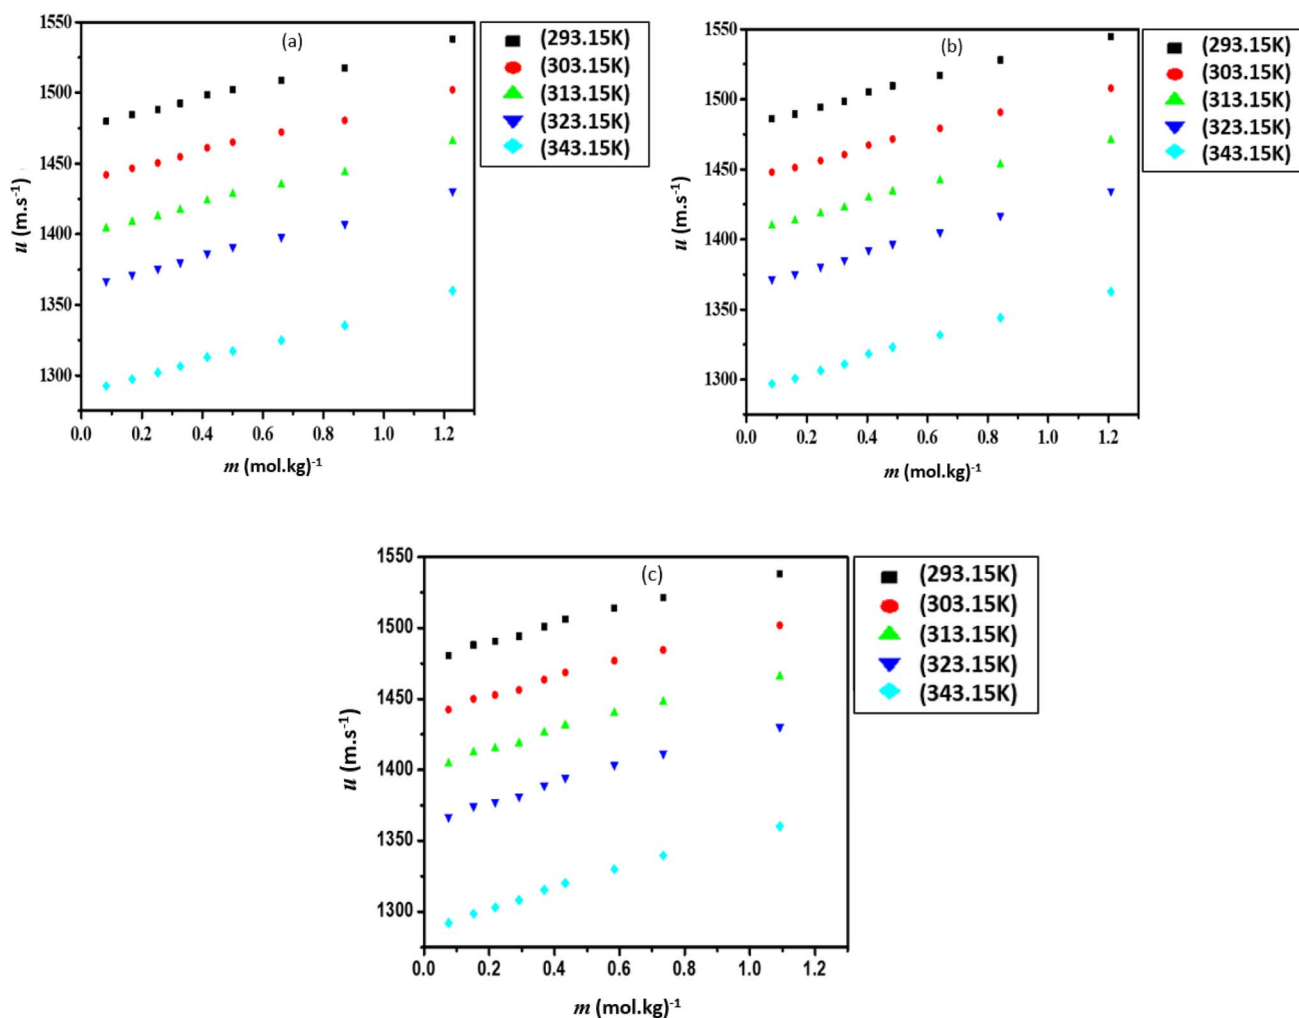 (a)
1550
1500
1450
1400
1350
1300
u (m.s-1)
0.0 0.2 0.4 0.6 0.8 1.0 1.2
m (mol.kg)-1
(293.15K)
(303.15K)
(313.15K)
(323.15K)
(343.15K)
(b)
1550
1500
1450
1400
1350
1300
u (m.s-1)
0.0 0.2 0.4 0.6 0.8 1.0 1.2
m (mol.kg)-1
(293.15K)
(303.15K)
(313.15K)
(323.15K)
(343.15K)
(c)
1550
1500
1450
1400
1350
1300
u (m.s-1)
0.0 0.2 0.4 0.6 0.8 1.0 1.2
m (mol.kg)-1
(293.15K)
(303.15K)
(313.15K)
(323.15K)
(343.15K)